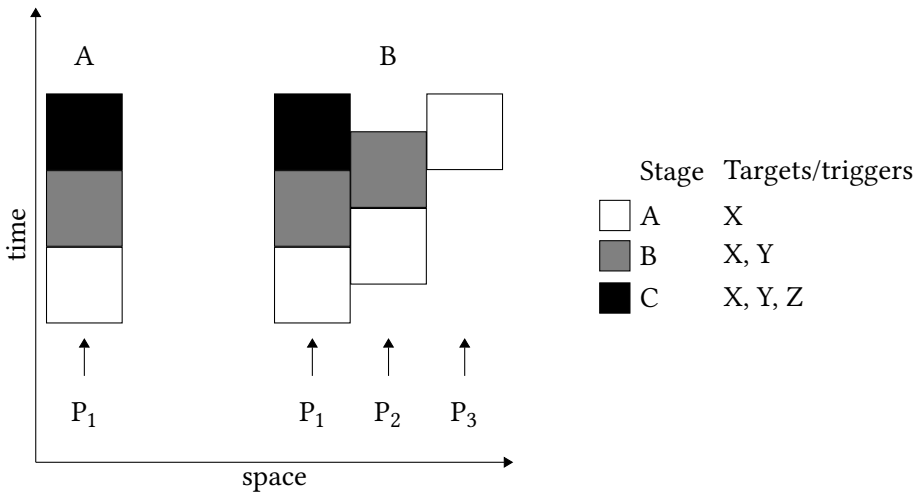 A B
Stage Targets/triggers
A X
B X, Y
C X, Y, Z
time
P1 P1 P2 P3
space